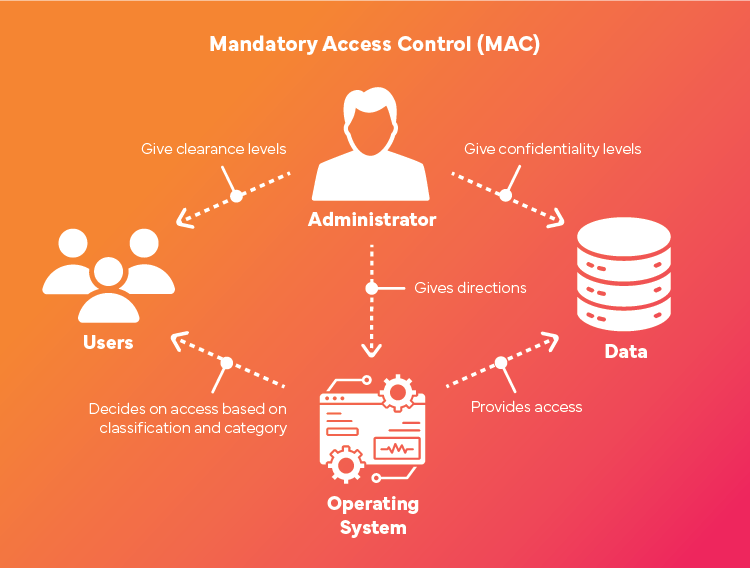 Mandatory Access Control (MAC)
Give clearance levels
Give confidentiality levels
Administrator
Gives directions
Users
Data
Decides on access based on
classification and category
Provides access
Operating
System